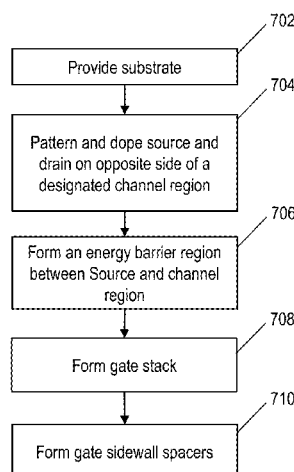 702
Provide substrate
704
Pattern and dope source and
drain on opposite side of a
designated channel region
706
Form an energy barrier region
between Source and channel
region
708
Form gate stack
710
Form gate sidewall spacers